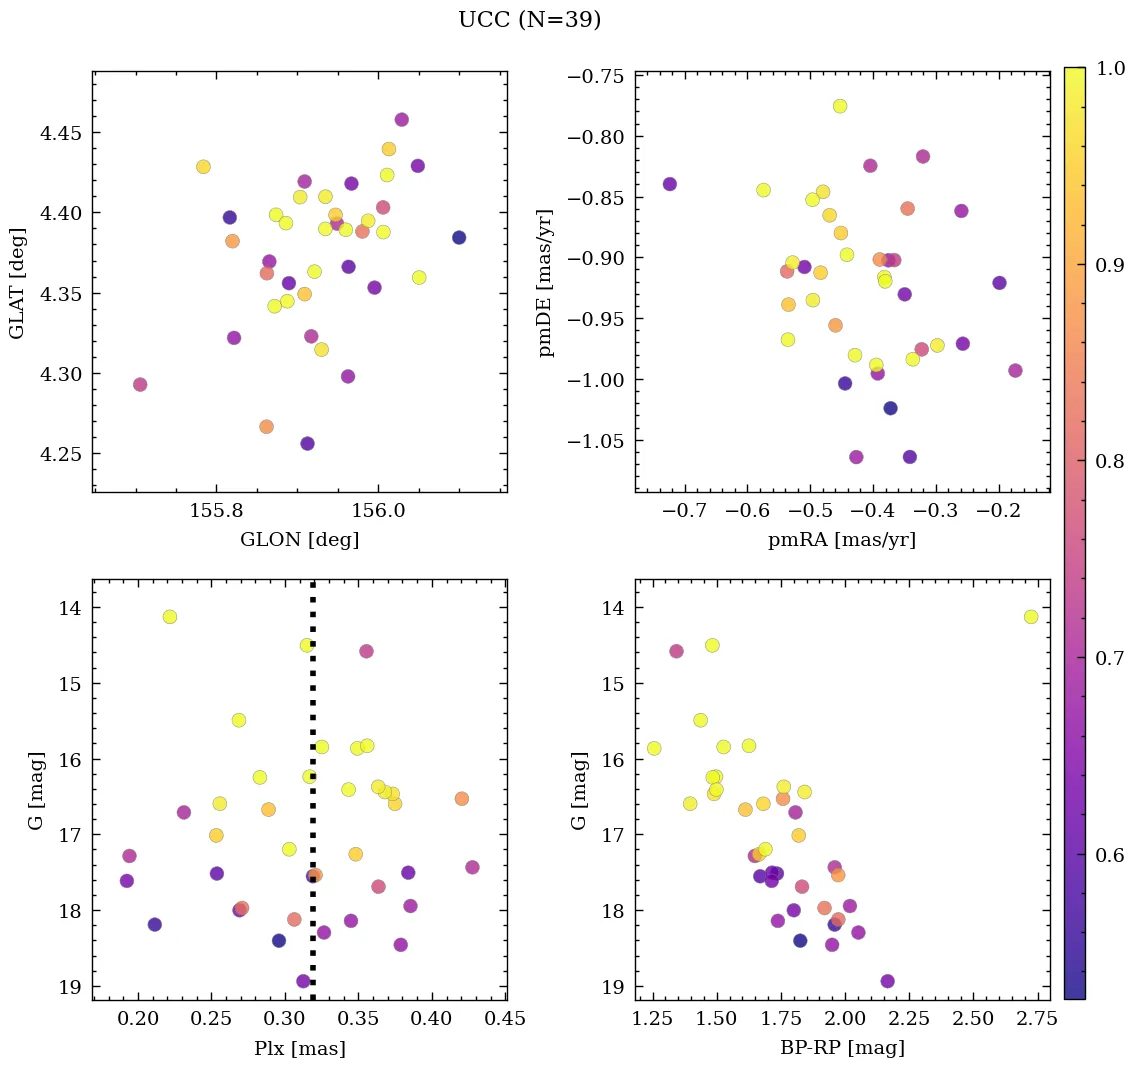 UCC (N=39)
4.45
4.40
4.35
4.30
4.25
GLAT [deg]
155.8 156.0
GLON [deg]
−0.75
−0.80
−0.85
−0.90
−0.95
−1.00
−1.05
pmDE [mas/yr]
−0.7 −0.6 −0.5 −0.4 −0.3 −0.2
pmRA [mas/yr]
14
15
16
17
18
19
G [mag]
0.20 0.25 0.30 0.35 0.40 0.45
Plx [mas]
14
15
16
17
18
19
G [mag]
1.25 1.50 1.75 2.00 2.25 2.50 2.75
BP-RP [mag]
1.0
0.9
0.8
0.7
0.6